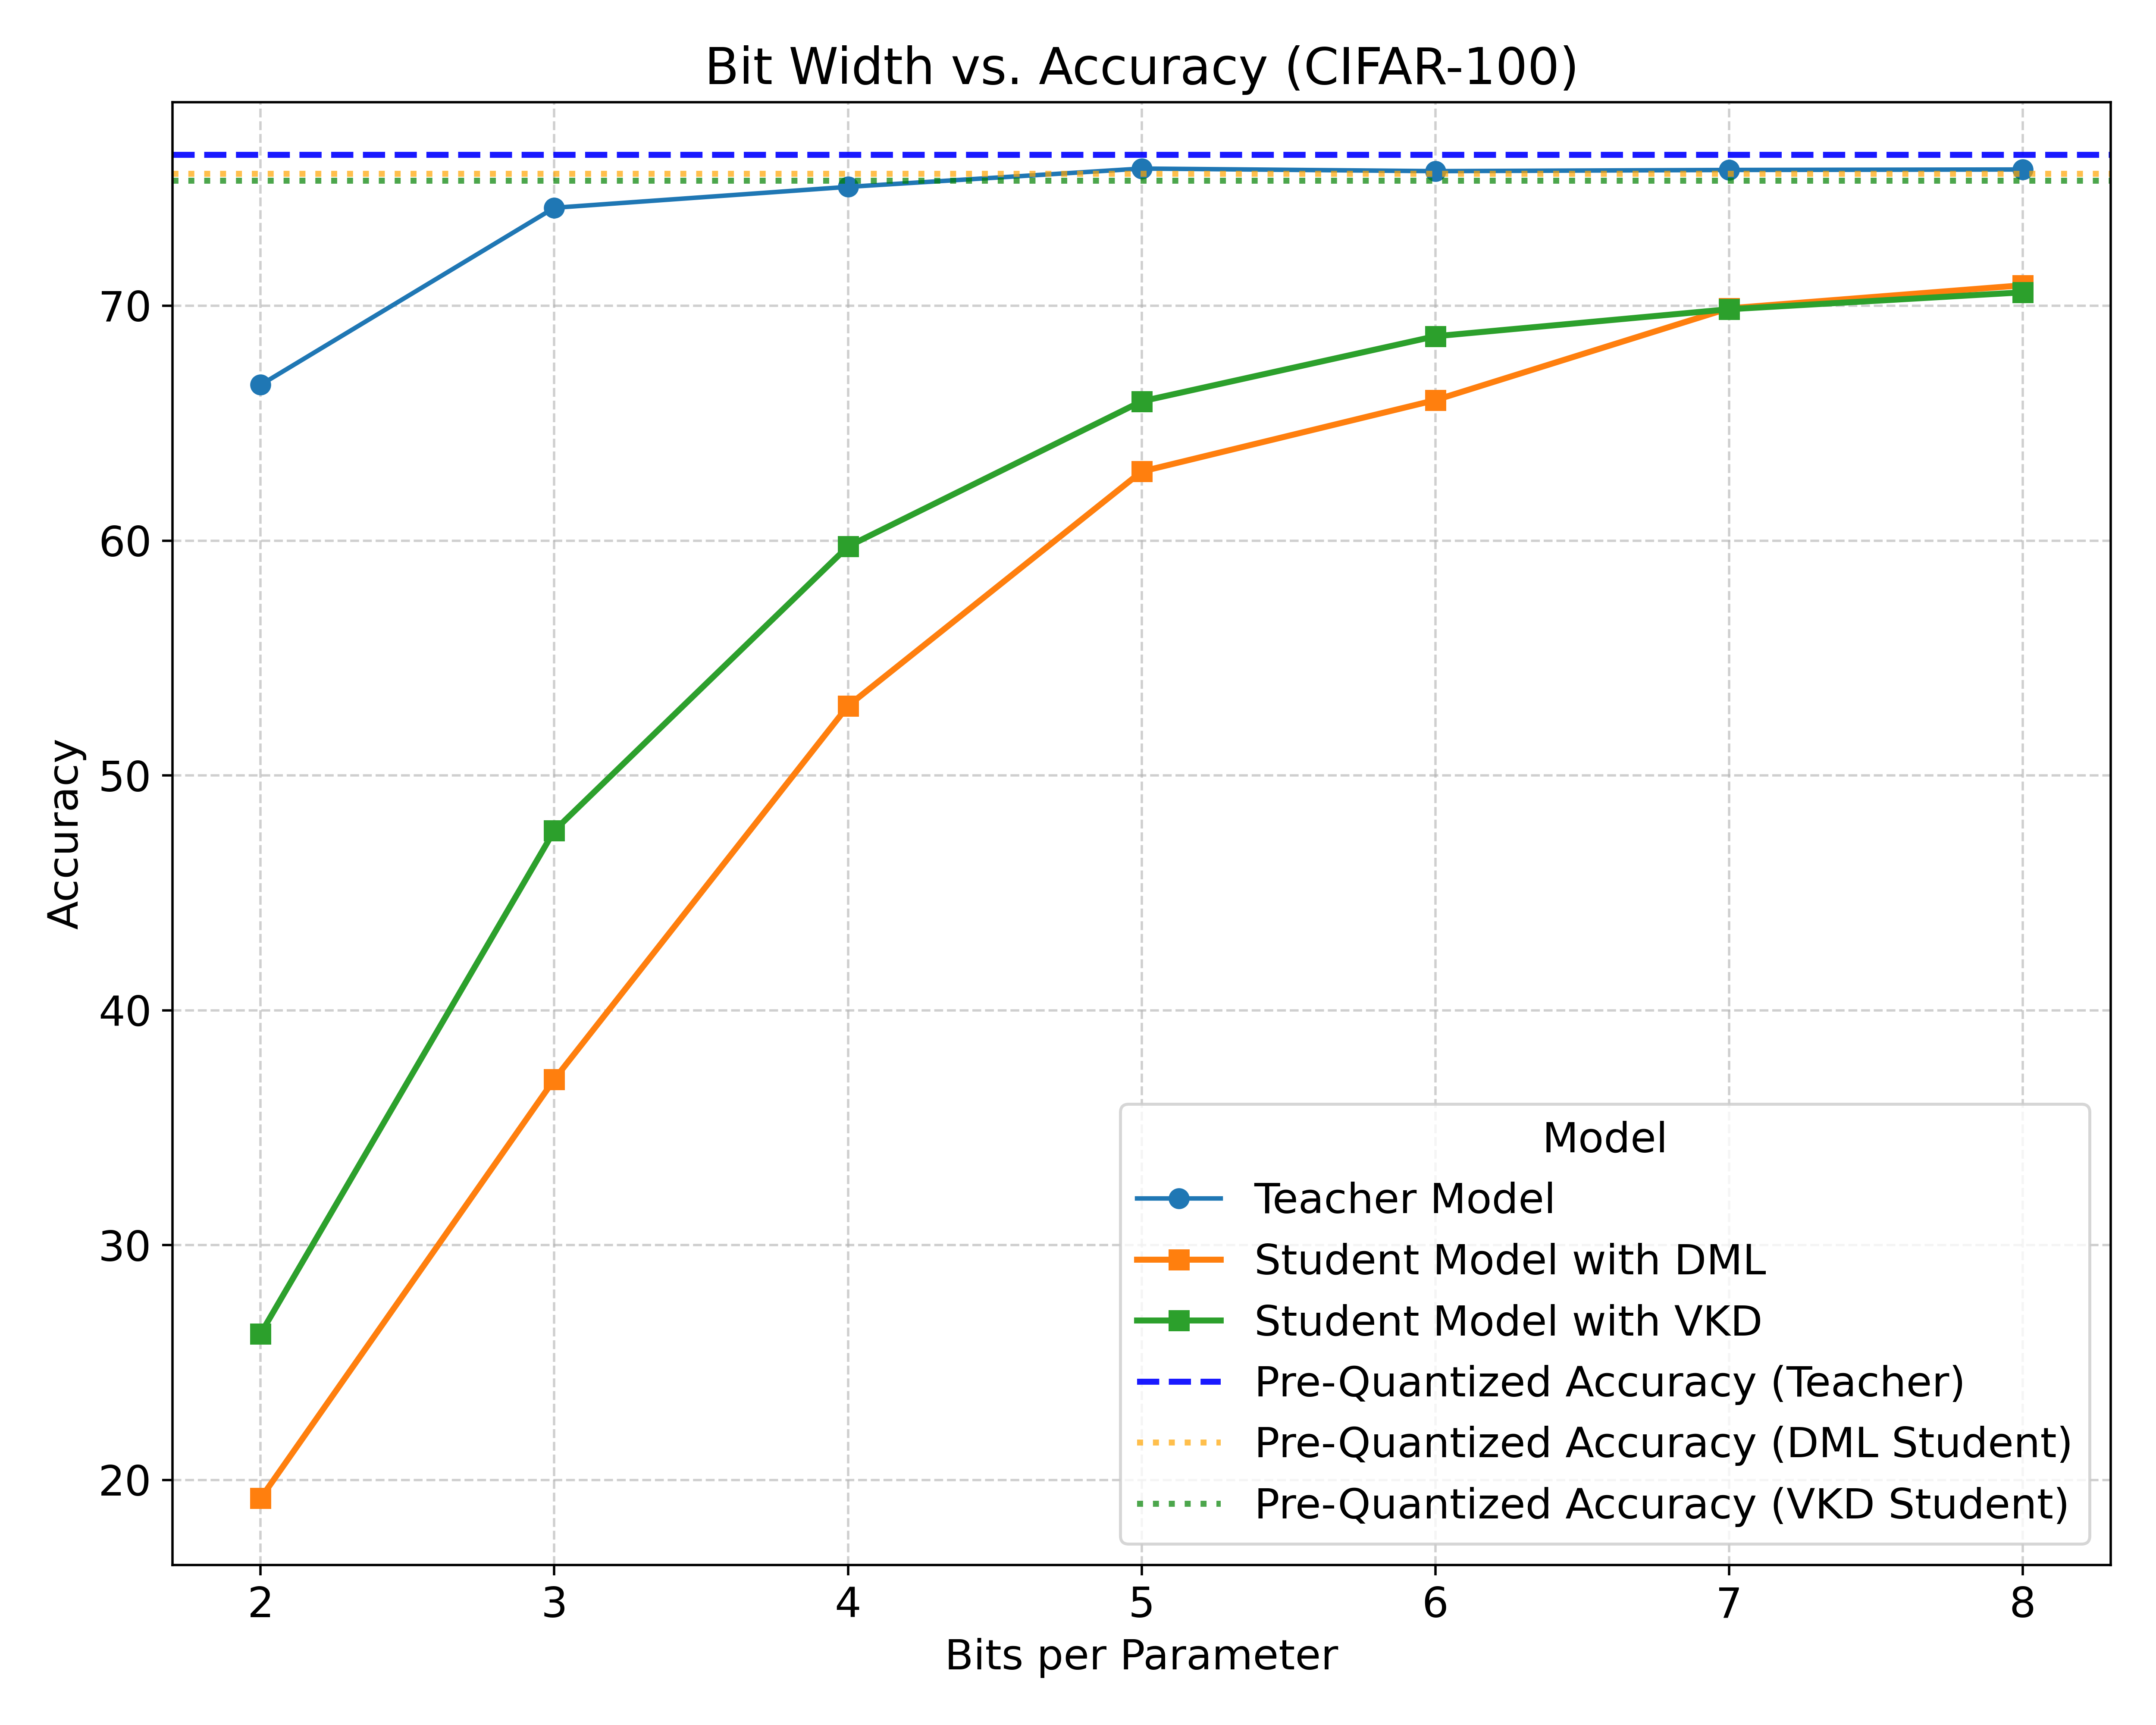 Bit Width vs. Accuracy (CIFAR-100)
Accuracy
70
60
50
40
30
20
2 3 4 5 6 7 8
Bits per Parameter
Model
Teacher Model
Student Model with DML
Student Model with VKD
Pre-Quantized Accuracy (Teacher)
Pre-Quantized Accuracy (DML Student)
Pre-Quantized Accuracy (VKD Student)